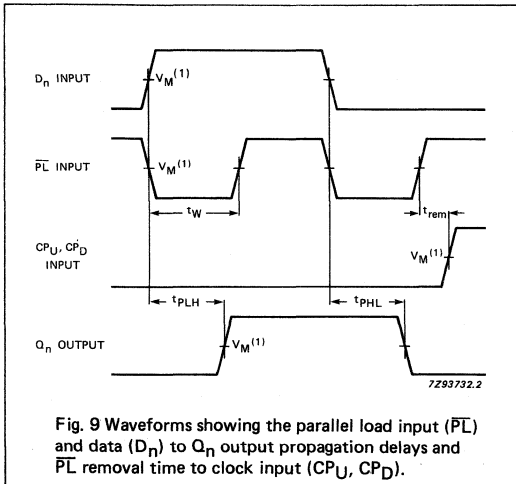 Dn INPUT
VM(1)
PL INPUT
VM(1)
tW
trem
CPU, CPD
INPUT
VM(1)
tPLH
tPHL
Qn OUTPUT
VM(1)
7Z93732.2
Fig. 9 Waveforms showing the parallel load input (PL)
and data (Dn) to Qn output propagation delays and
PL removal time to clock input (CPU, CPD).